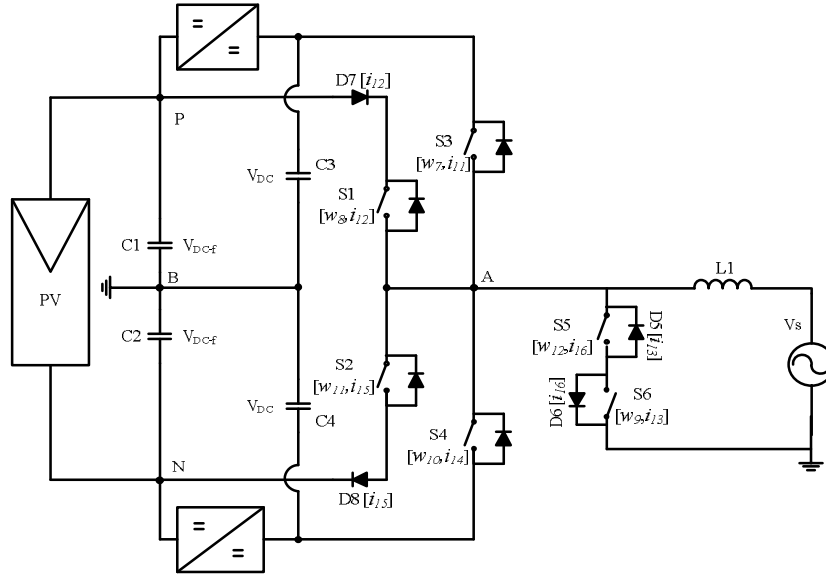 =
=
D7 [i12]
P
S3
[w7,i11]
C3
VDC
S1
[w8,i12]
C1
VDC-f
L1
PV
B
A
Vs
C2
VDC-f
S5
[w12,i16]
D5 [i13]
S2
[w11,i15]
D6 [i16]
S6
[w9,i13]
VDC
C4
S4
[w10,i14]
N
D8 [i15]
=
=